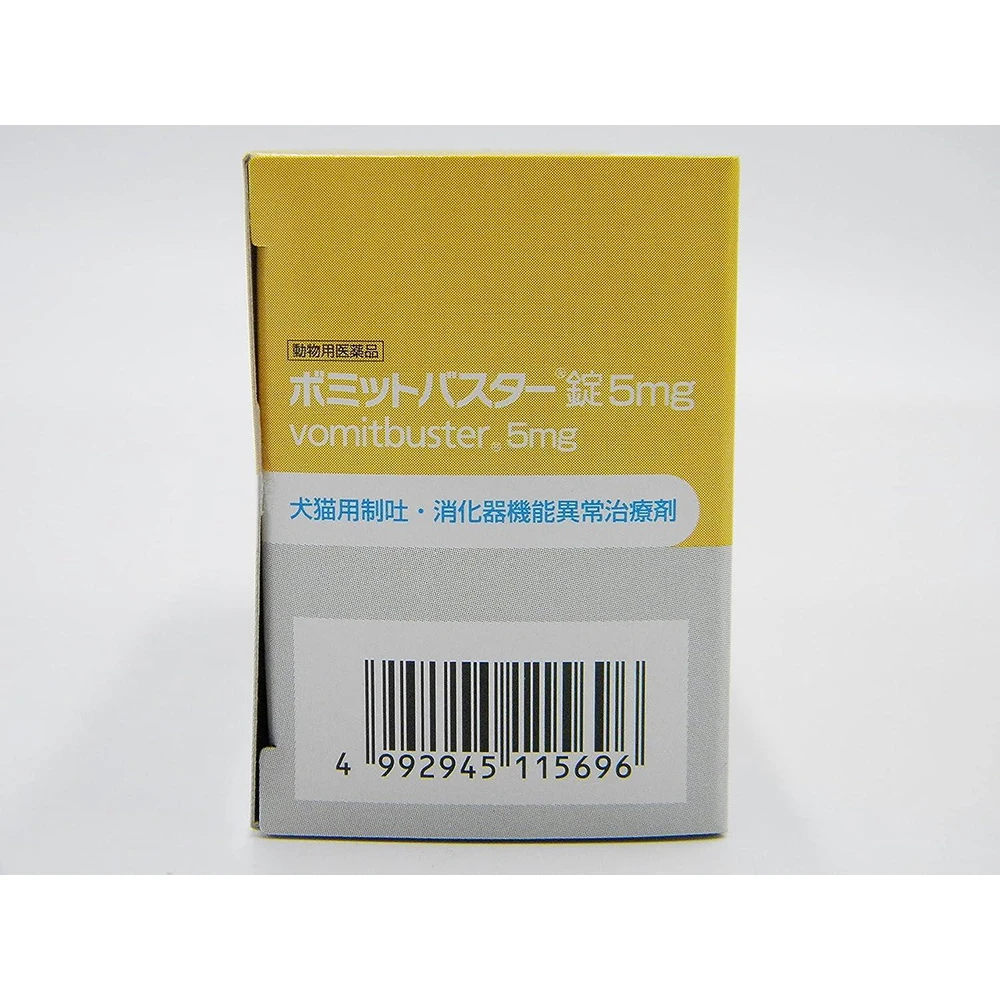 動物用医薬品
ボミットバスター®錠5mg
vomitbuster® 5mg
犬猫用制吐・消化器機能異常治療剤
4 992945 115696